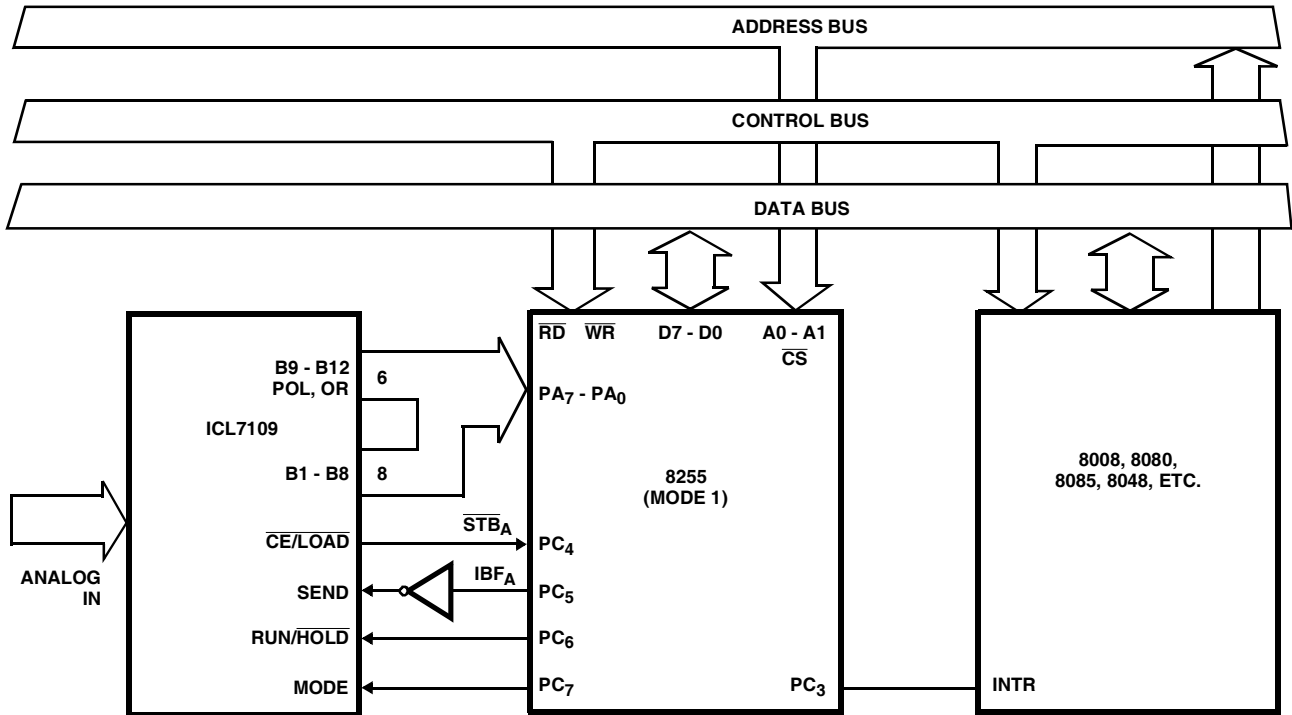 ADDRESS BUS
CONTROL BUS
DATA BUS
RD WR D7 - D0 A0 - A1
CS
B9 - B12
POL, OR
6
PA7 - PA0
ICL7109
B1 - B8
8
8255
(MODE 1)
8008, 8080,
8085, 8048, ETC.
CE/LOAD
STBA
PC4
ANALOG
IN
SEND
IBFA
PC5
RUN/HOLD
PC6
MODE
PC7
PC3
INTR